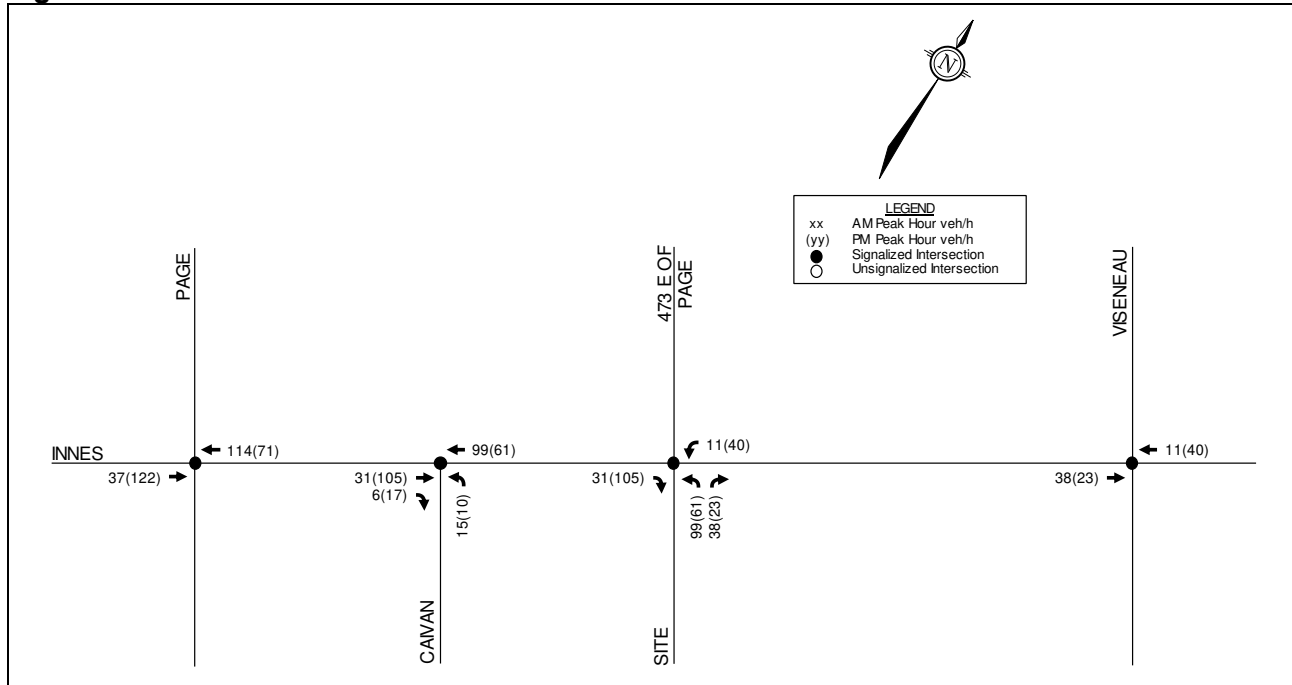 N
LEGEND
xx AM Peak Hour veh/h
(yy) PM Peak Hour veh/h
Signalized Intersection
Unsignalized Intersection
PAGE
473 E OF
PAGE
VISENEAU
INNES
114(71)
37(122)
99(61)
31(105)
6(17)
15(10)
11(40)
31(105)
99(61)
38(23)
11(40)
38(23)
CAIVAN
SITE